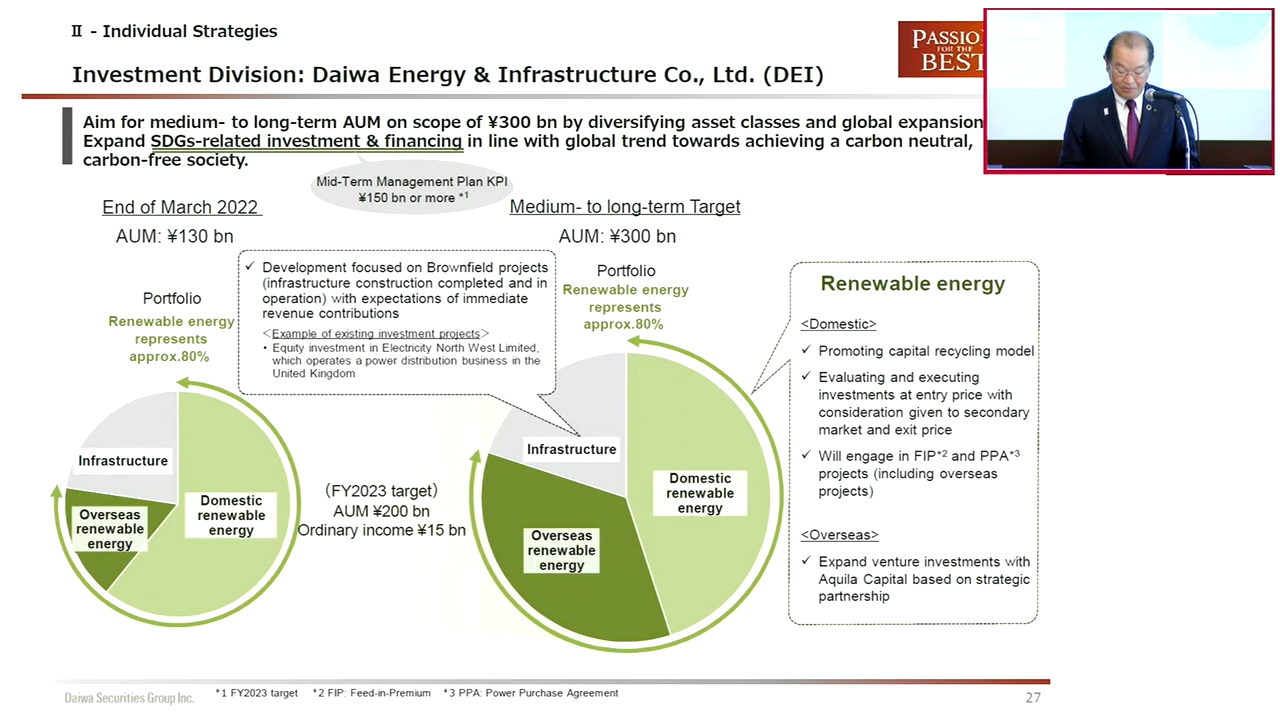 Ⅱ - Individual Strategies
Investment Division: Daiwa Energy & Infrastructure Co., Ltd. (DEI)
FOR THE
BEST
Aim for medium- to long-term AUM on scope of ¥300 bn by diversifying asset classes and global expansion
Expand SDGs-related investment & financing in line with global trend towards achieving a carbon neutral,
carbon-free society.
Mid-Term Management Plan KPI
¥150 bn or more *1
End of March 2022
AUM: ¥130 bn
Portfolio
Renewable energy
represents
approx.80%
Infrastructure
Overseas
renewable
energy
Domestic
renewable
energy
✓ Development focused on Brownfield projects
(infrastructure construction completed and in
operation) with expectations of immediate
revenue contributions
<Example of existing investment projects>
• Equity investment in Electricity North West Limited,
which operates a power distribution business in the
United Kingdom
(FY2023 target)
AUM ¥200 bn
Ordinary income ¥15 bn
Medium- to long-term Target
AUM: ¥300 bn
Portfolio
Renewable energy
represents
approx.80%
Infrastructure
Overseas
renewable
energy
Domestic
renewable
energy
Renewable energy
<Domestic>
✓ Promoting capital recycling model
✓ Evaluating and executing
investments at entry price with
consideration given to secondary
market and exit price
✓ Will engage in FIP*2 and PPA*3
projects (including overseas
projects)
<Overseas>
✓ Expand venture investments with
Aquila Capital based on strategic
partnership
Daiwa Securities Group Inc.
*1 FY2023 target *2 FIP: Feed-in-Premium *3 PPA: Power Purchase Agreement
27